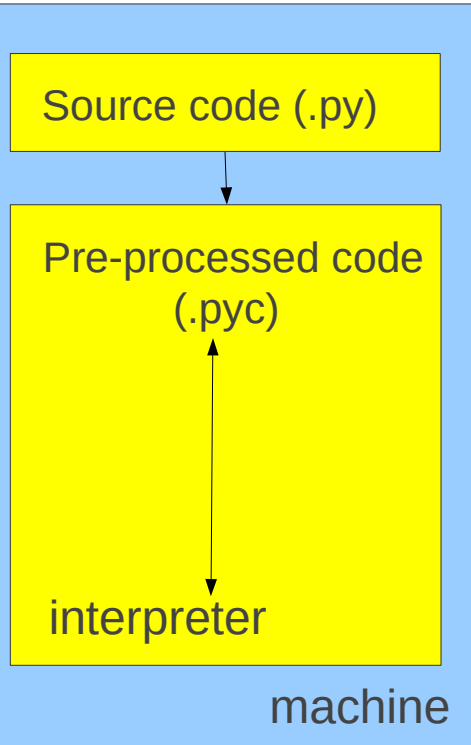 Source code (.py)
Pre-processed code
(.pyc)
interpreter
machine